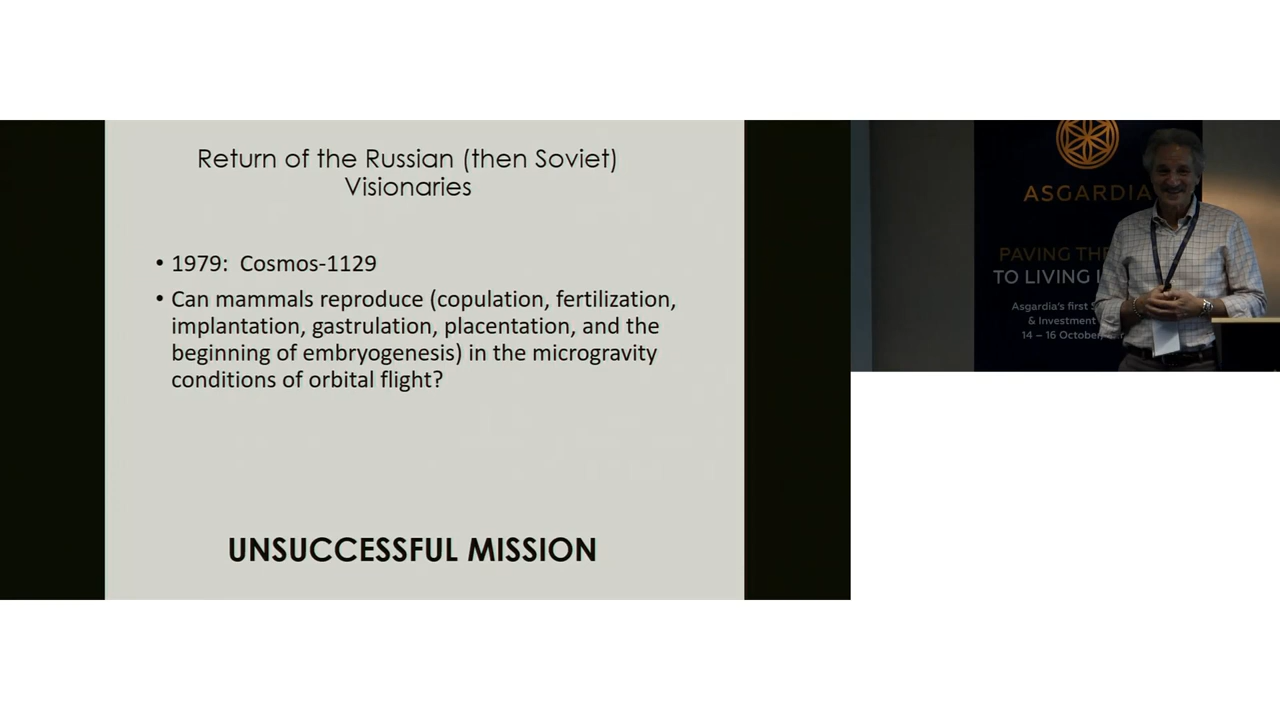 Return of the Russian (then Soviet)
Visionaries
• 1979: Cosmos-1129
• Can mammals reproduce (copulation, fertilization,
implantation, gastrulation, placentation, and the
beginning of embryogenesis) in the microgravity
conditions of orbital flight?
UNSUCCESSFUL MISSION
ASGARDIA
PAVING THE
TO LIVING
Asgardia's first
& Investment
14 – 16 October,